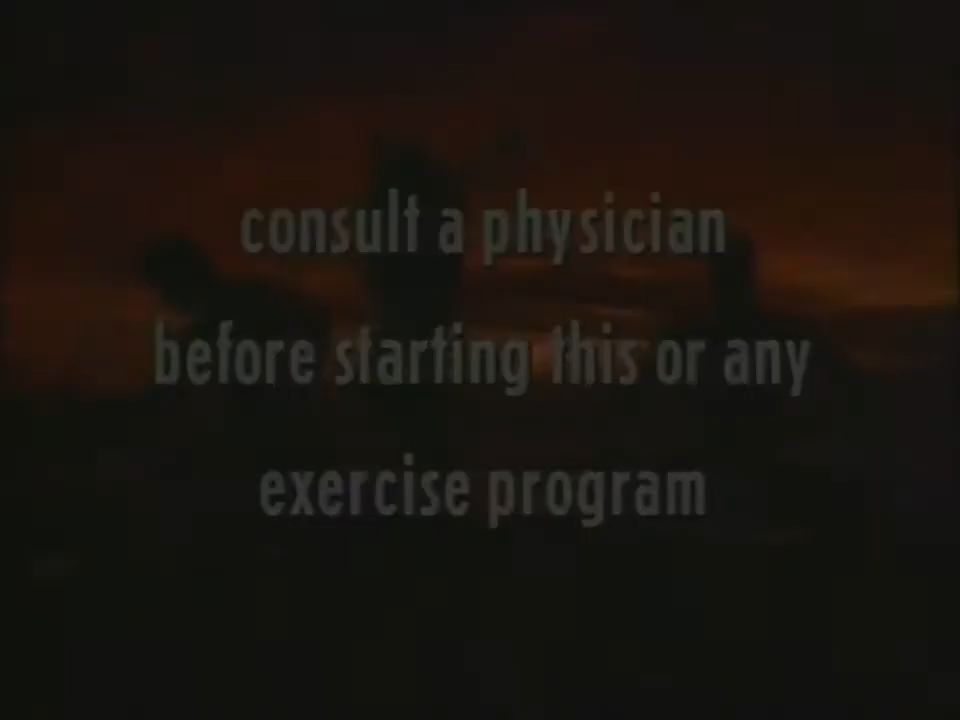 consult a physician
before starting this or any
exercise program